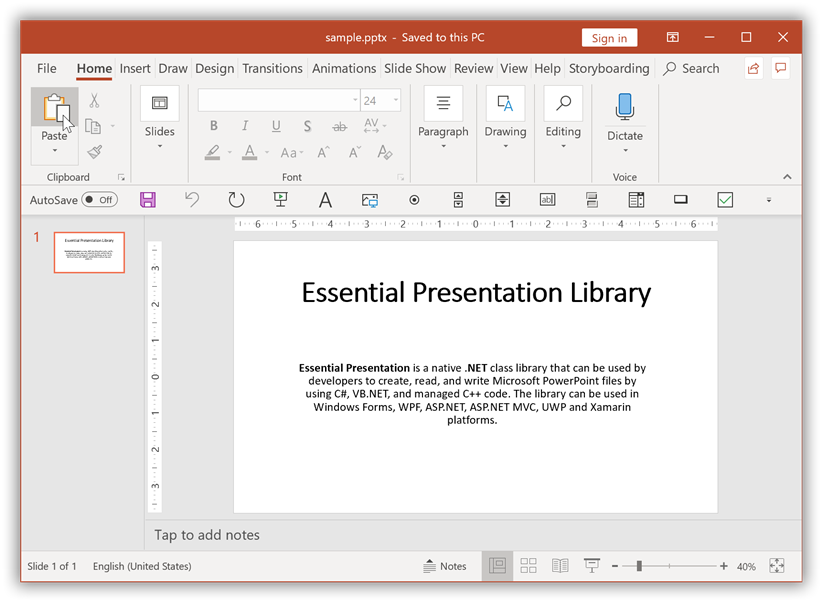 sample.pptx - Saved to this PC
Sign in
File Home Insert Draw Design Transitions Animations Slide Show Review View Help Storyboarding Search
Paste
Clipboard
Slides
24
B I U S ab AV
A Aa A A A
Font
Paragraph
Drawing
Editing
Dictate
Voice
AutoSave Off
6 5 4 3 2 1 0 1 2 3 4 5 6
1
Essential Presentation Library
3
2
1
0
1
2
3
Essential Presentation Library
Essential Presentation is a native .NET class library that can be used by
developers to create, read, and write Microsoft PowerPoint files by
using C#, VB.NET, and managed C++ code. The library can be used in
Windows Forms, WPF, ASP.NET, ASP.NET MVC, UWP and Xamarin
platforms.
Tap to add notes
Slide 1 of 1 English (United States) Notes 40%